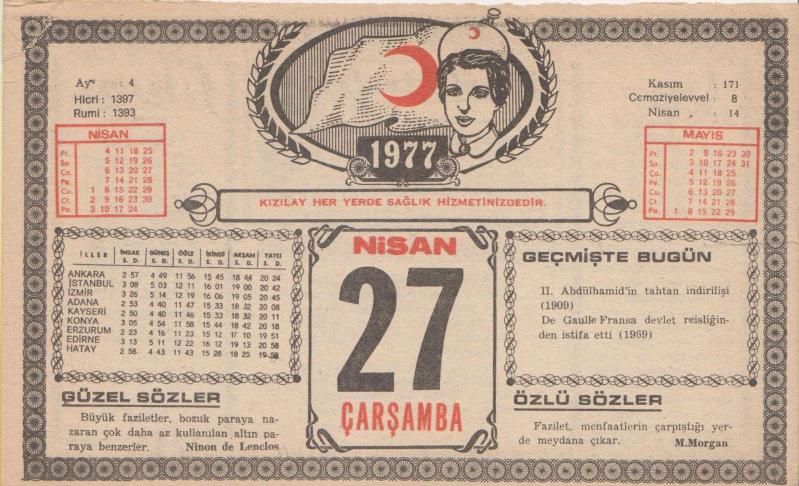 Ay : 4
Hicri : 1397
Rumi : 1393
NİSAN
Pt. 4 11 18 25
Sa. 5 12 19 26
Ça. 6 13 20 27
Pe. 7 14 21 28
Cu. 1 8 15 22 29
Ct. 2 9 16 23 30
Pa. 3 10 17 24
1977
KIZILAY HER YERDE SAĞLIK HİZMETİNİZDEDİR.
Kasım : 171
Cemaziyelevvel : 8
Nisan : 14
MAYIS
Pt. 2 9 16 23 30
Sa. 3 10 17 24 31
Ça. 4 11 18 25
Pe. 5 12 19 26
Cu. 6 13 20 27
Ct. 7 14 21 28
Pa. 1 8 15 22 29
İLLER İMSAK GÜNEŞ ÖĞLE İKİNDİ AKŞAM YATSI
S. D. S. D. S. D. S. D. S. D. S. D.
ANKARA 2 57 4 49 11 56 15 45 18 44 20 24
İSTANBUL 3 08 5 03 12 11 16 01 19 00 20 42
İZMİR 3 26 5 14 12 19 16 06 19 05 20 45
ADANA 2 53 4 40 11 47 15 33 18 32 20 08
KAYSERİ 2 50 4 40 11 46 15 33 18 32 20 11
KONYA 3 05 4 54 11 58 15 44 18 42 20 18
ERZURUM 2 23 4 16 11 23 15 12 17 10 19 51
EDİRNE 3 13 5 11 12 22 16 12 19 13 20 58
HATAY 2 58 4 43 11 43 15 28 18 25
GÜZEL SÖZLER
Büyük faziletler, bozuk paraya na-
zaran çok daha az kullanılan altın pa-
raya benzerler. Ninon de Lenclos
NİSAN
27
ÇARŞAMBA
GEÇMİŞTE BUGÜN
II. Abdülhamid'in tahtan indirilişi
(1909)
De Gaulle Fransa devlet reisliğin-
den istifa etti (1969)
ÖZLÜ SÖZLER
Fazilet, menfaatlerin çarpıştığı yer-
de meydana çıkar. M.Morgan